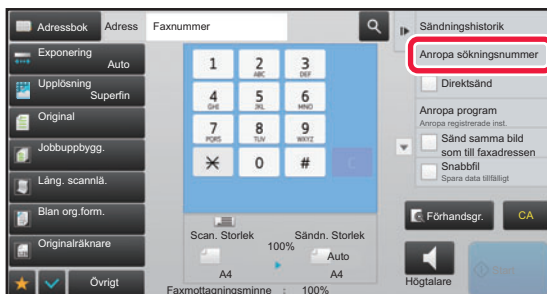 Adressbok
Adress
Faxnummer
Sändningshistorik
Exponering
Auto
Upplösning
Superfin
Original
Jobbuppbygg.
Lång. scannlä.
Blan org.form.
Originalräknare
Övrigt
1
2
ABC
3
DEF
4
GHI
5
JKL
6
MNO
7
PQRS
8
TUV
9
WXYZ
0
#
C
Scan. Storlek
100%
Sändn. Storlek
Auto
A4
A4
Faxmottagningsminne : 100%
Anropa sökningsnummer
Direktsänd
Anropa program
Anropa registrerade inst.
Sänd samma bild
som till faxadressen
Snabbfil
Spara data tillfälligt
Förhandsgr.
CA
Högtalare
Start